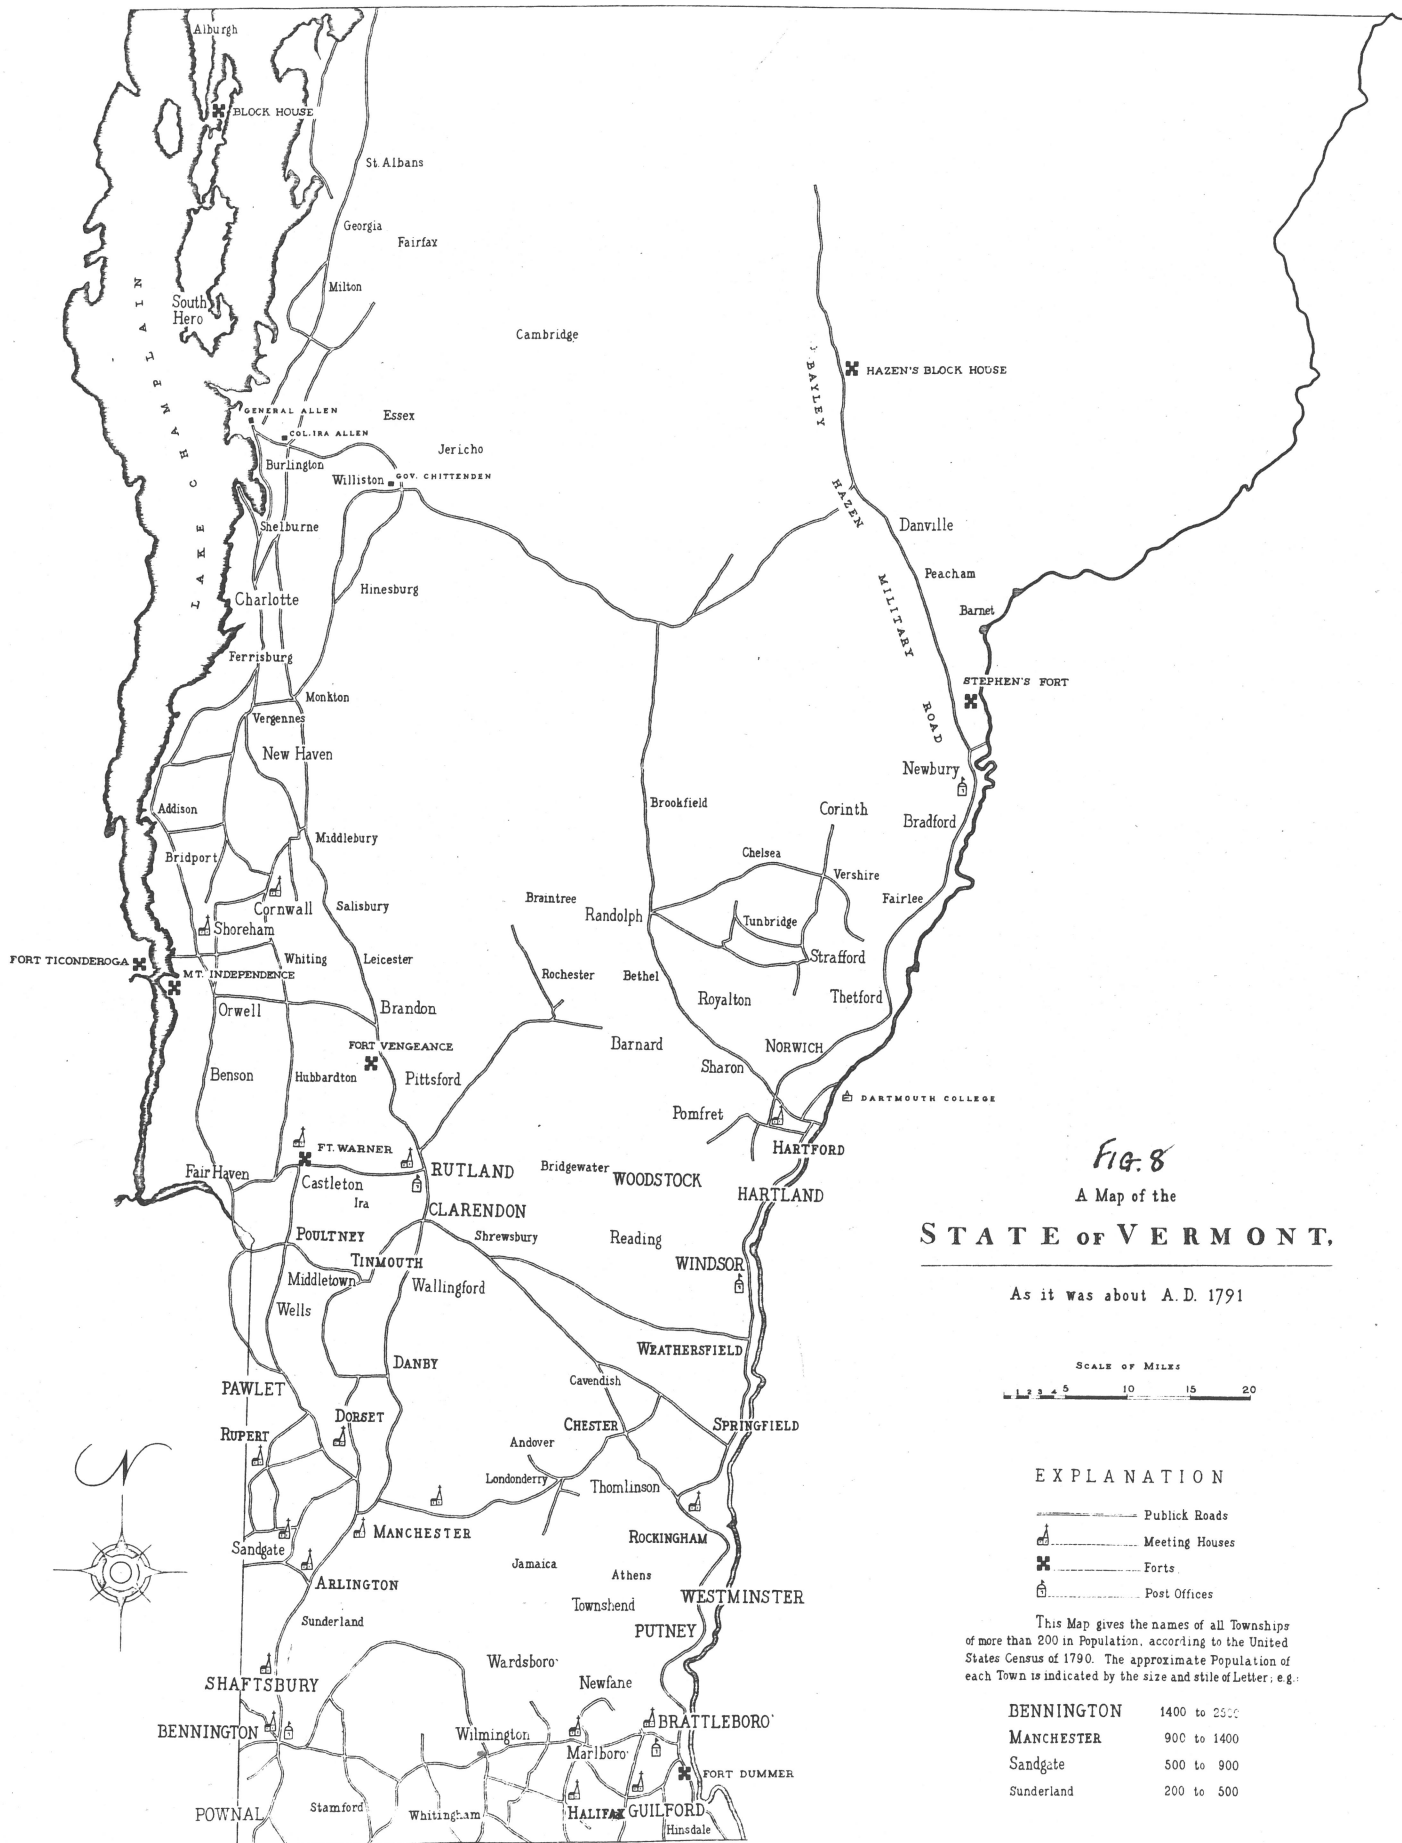 Alburgh
BLOCK HOUSE
St. Albans
Georgia
Fairfax
Milton
South
Hero
LAKE CHAMPLAIN
Cambridge
BAYLEY
HAZEN'S BLOCK HOUSE
GENERAL ALLEN
Essex
COL. IRA ALLEN
Jericho
Burlington
Williston
GOV. CHITTENDEN
HAZEN
Shelburne
Danville
Peacham
MILITARY
Hinesburg
Charlotte
Barnet
Ferrisburg
STEPHEN'S FORT
Monkton
ROAD
Vergennes
New Haven
Newbury
Addison
Brookfield
Corinth
Bradford
Middlebury
Bridport
Chelsea
Vershire
Cornwall
Salisbury
Braintree
Randolph
Fairlee
Tunbridge
Shoreham
Strafford
FORT TICONDEROGA
Whiting
Leicester
MT. INDEPENDENCE
Rochester
Bethel
Royalton
Thetford
Orwell
Brandon
FORT VENGEANCE
Barnard
NORWICH
Sharon
Benson
Hubbardton
Pittsford
DARTMOUTH COLLEGE
Pomfret
FT. WARNER
HARTFORD
Fair Haven
RUTLAND
Bridgewater
WOODSTOCK
Castleton
HARTLAND
Ira
CLARENDON
POULTNEY
Shrewsbury
Reading
TINMOUTH
WINDSOR
Middletown
Wallingford
Wells
WEATHERSFIELD
DANBY
Cavendish
PAWLET
DORSET
CHESTER
SPRINGFIELD
RUPERT
Andover
Londonderry
Thomlinson
MANCHESTER
ROCKINGHAM
Sandgate
Jamaica
Athens
ARLINGTON
WESTMINSTER
Townshend
Sunderland
PUTNEY
Wardsboro'
SHAFTSBURY
Newfane
BENNINGTON
BRATTLEBORO'
Wilmington
Marlboro'
FORT DUMMER
POWNAL
Stamford
Whitingham
HALIFAX
GUILFORD
Hinsdale
N
FIG. 8
A Map of the
STATE OF VERMONT,
As it was about A.D. 1791
SCALE OF MILES
1 2 3 4 5 10 15 20
EXPLANATION
Publick Roads
Meeting Houses
Forts
Post Offices
This Map gives the names of all Townships
of more than 200 in Population, according to the United
States Census of 1790. The approximate Population of
each Town is indicated by the size and stile of Letter; e.g.:
BENNINGTON 1400 to
MANCHESTER 900 to 1400
Sandgate 500 to 900
Sunderland 200 to 500